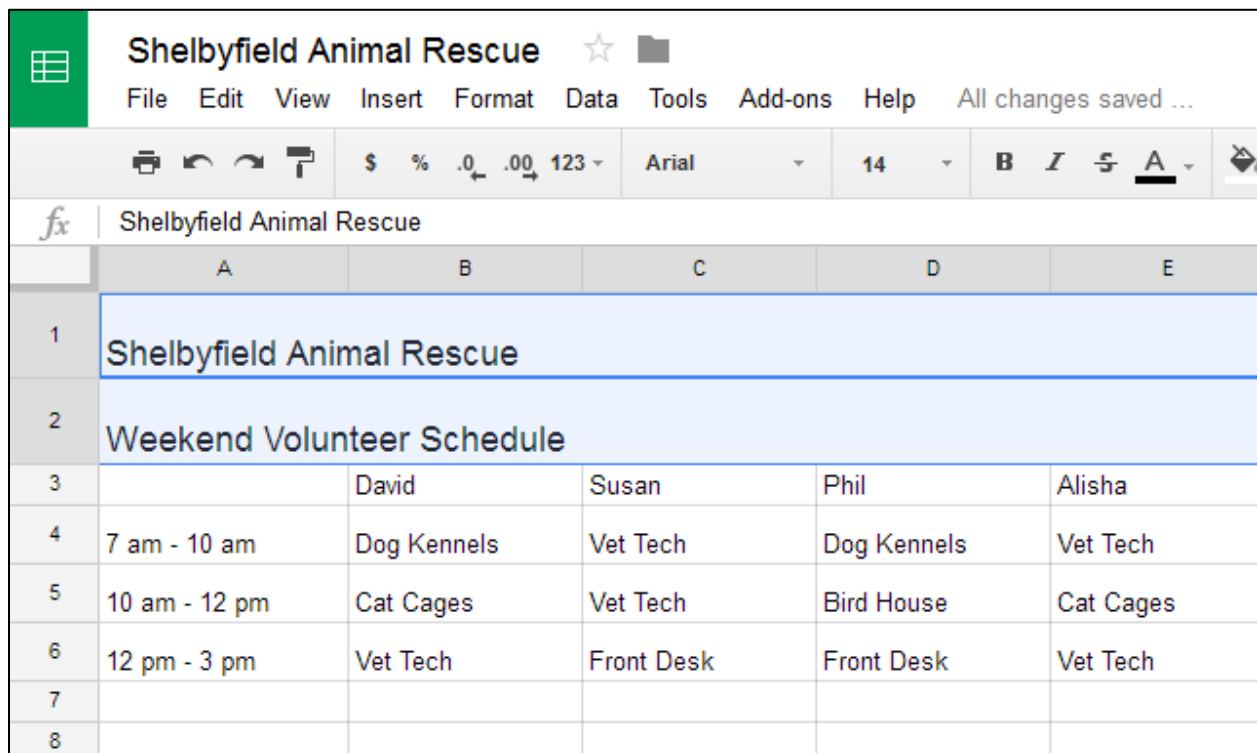 Shelbyfield Animal Rescue
File Edit View Insert Format Data Tools Add-ons Help All changes saved ...
$ % .0 .00 123 Arial 14 B I S A
fx Shelbyfield Animal Rescue
A B C D E
1 Shelbyfield Animal Rescue
2 Weekend Volunteer Schedule
3 David Susan Phil Alisha
4 7 am - 10 am Dog Kennels Vet Tech Dog Kennels Vet Tech
5 10 am - 12 pm Cat Cages Vet Tech Bird House Cat Cages
6 12 pm - 3 pm Vet Tech Front Desk Front Desk Vet Tech
7
8